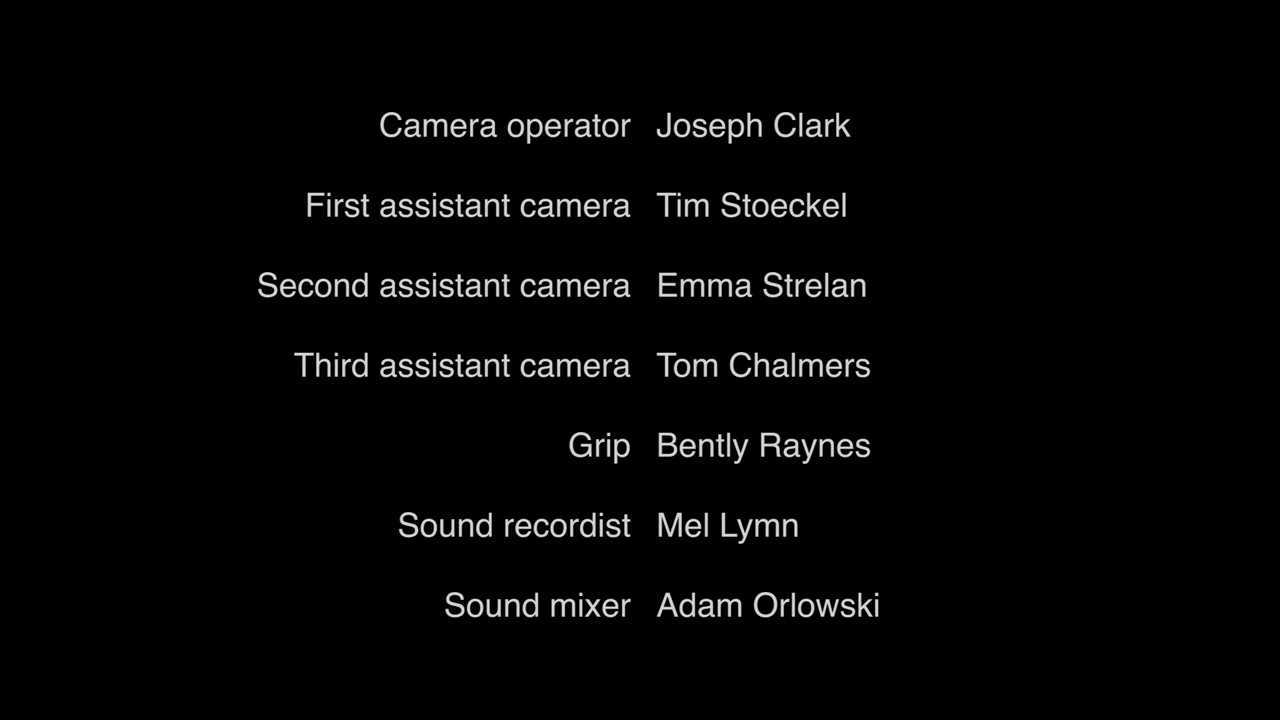 Camera operator Joseph Clark
First assistant camera Tim Stoeckel
Second assistant camera Emma Strelan
Third assistant camera Tom Chalmers
Grip Bently Raynes
Sound recordist Mel Lymn
Sound mixer Adam Orlowski